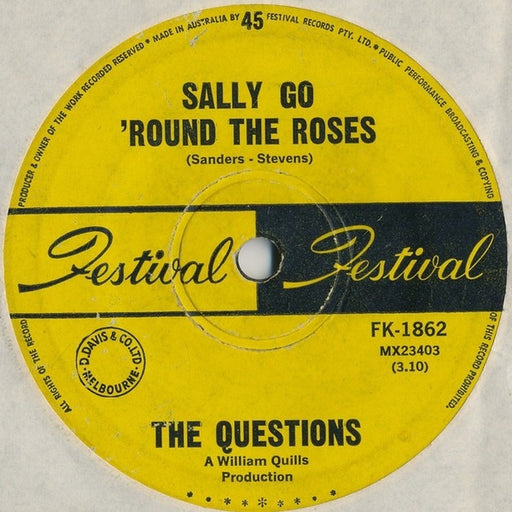 PRODUCER & OWNER OF THE WORK RECORDED RESERVED • MADE IN AUSTRALIA BY 45 FESTIVAL RECORDS PTY. LTD. • PUBLIC PERFORMANCE BROADCASTING & COPYING
SALLY GO
'ROUND THE ROSES
(Sanders - Stevens)
Festival Festival
FK-1862
MX23403
(3.10)
D. DAVIS & CO. LTD
MELBOURNE
ALL RIGHTS OF THE RECORD
OF THIS RECORD PROHIBITED.
THE QUESTIONS
A William Quills
Production